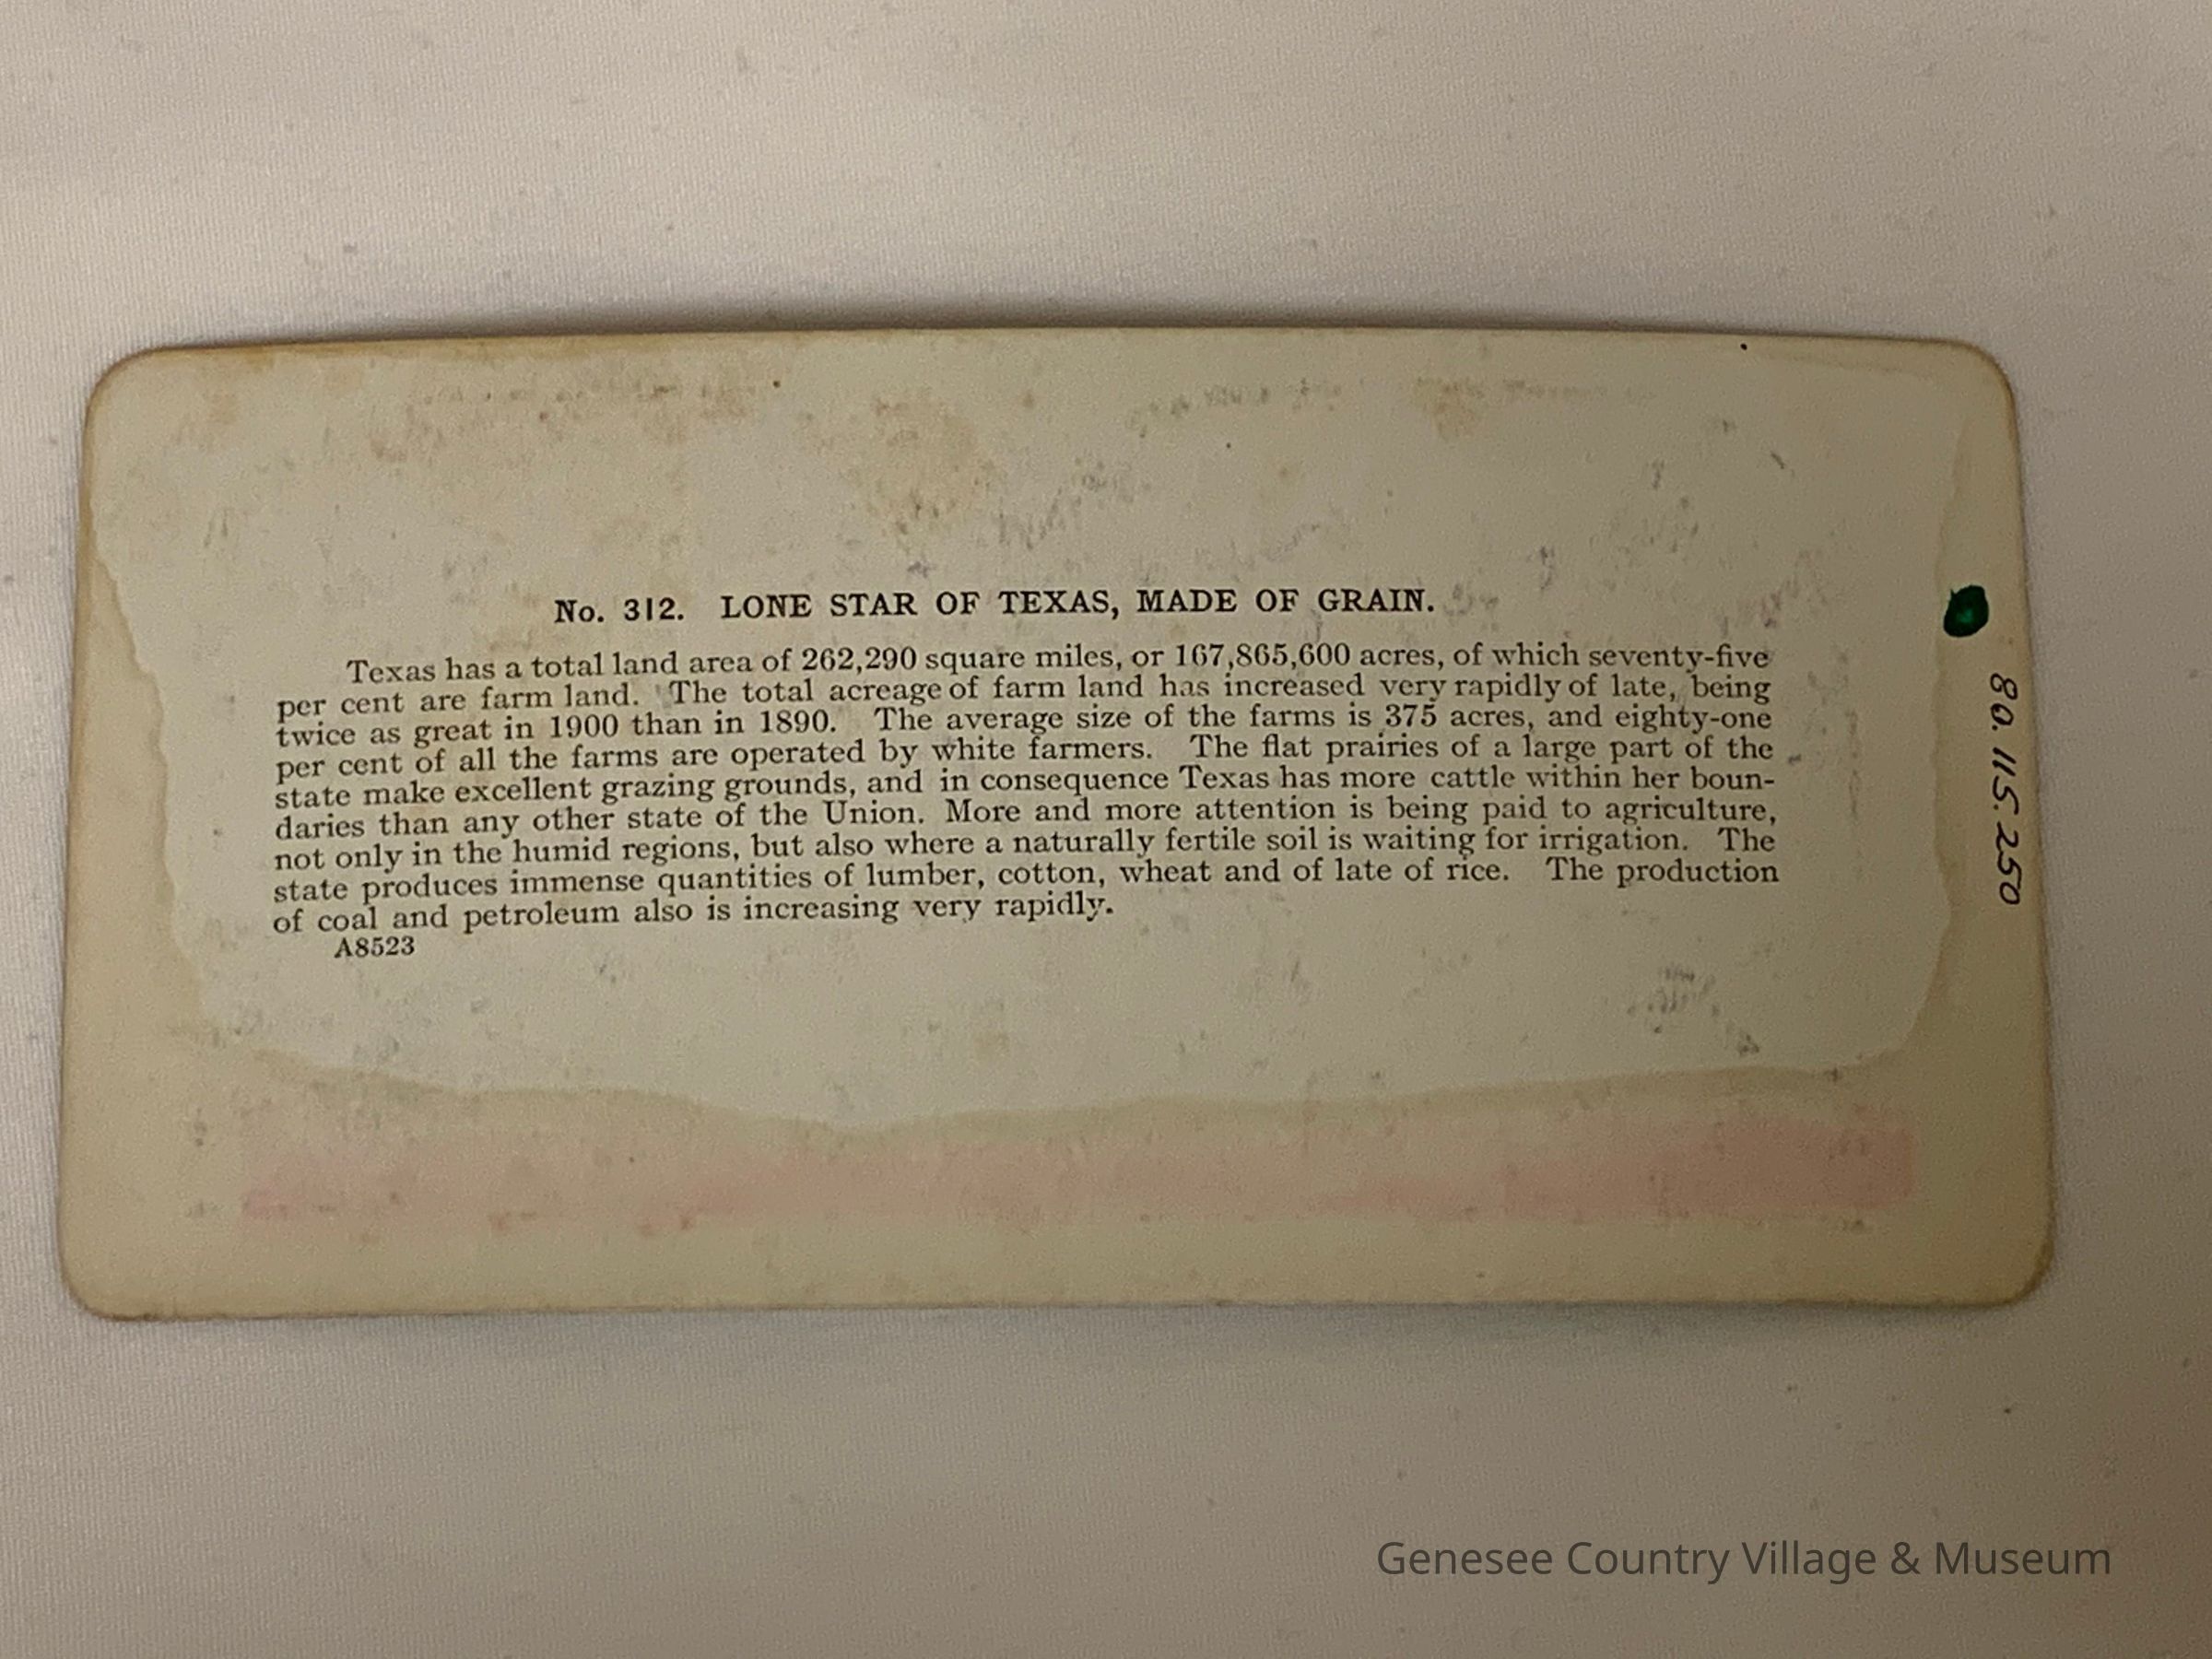 No. 312. LONE STAR OF TEXAS, MADE OF GRAIN.
Texas has a total land area of 262,290 square miles, or 167,865,600 acres, of which seventy-five
per cent are farm land. The total acreage of farm land has increased very rapidly of late, being
twice as great in 1900 than in 1890. The average size of the farms is 375 acres, and eighty-one
per cent of all the farms are operated by white farmers. The flat prairies of a large part of the
state make excellent grazing grounds, and in consequence Texas has more cattle within her boun-
daries than any other state of the Union. More and more attention is being paid to agriculture,
not only in the humid regions, but also where a naturally fertile soil is waiting for irrigation. The
state produces immense quantities of lumber, cotton, wheat and of late of rice. The production
of coal and petroleum also is increasing very rapidly.
A8523
80.115.250
Genesee Country Village & Museum